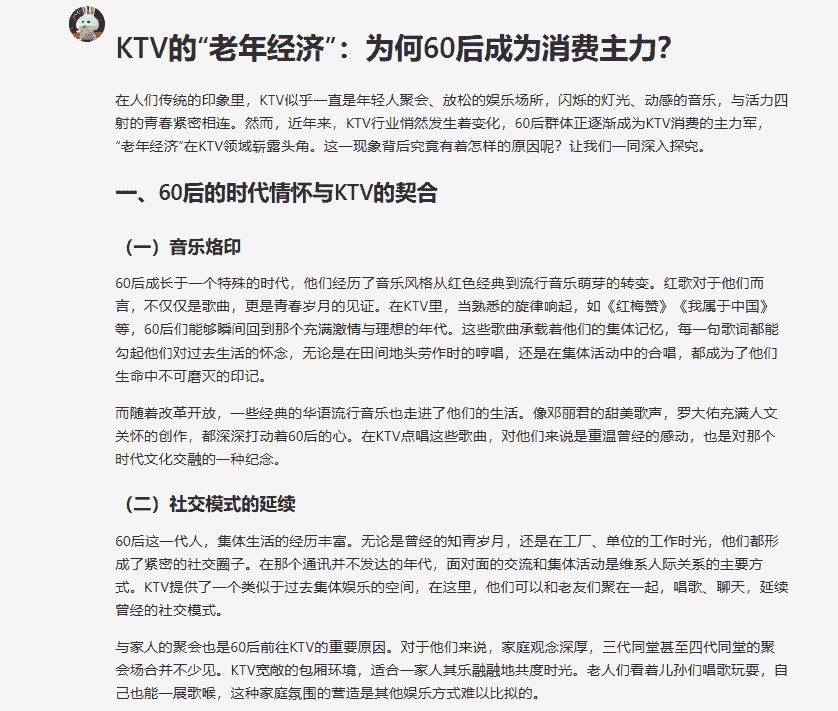 KTV的“老年经济”：为何60后成为消费主力？
在人们传统的印象里，KTV似乎一直是年轻人聚会、放松的娱乐场所，闪烁的灯光、动感的音乐，与活力四
射的青春紧密相连。然而，近年来，KTV行业悄然发生着变化，60后群体正逐渐成为KTV消费的主力军，
“老年经济”在KTV领域崭露头角。这一现象背后究竟有着怎样的原因呢？让我们一同深入探究。
一、60后的时代情怀与KTV的契合
（一）音乐烙印
60后成长于一个特殊的时代，他们经历了音乐风格从红色经典到流行音乐萌芽的转变。红歌对于他们而
言，不仅仅是歌曲，更是青春岁月的见证。在KTV里，当熟悉的旋律响起，如《红梅赞》《我属于中国》
等，60后们能够瞬间回到那个充满激情与理想的年代。这些歌曲承载着他们的集体记忆，每一句歌词都能
勾起他们对过去生活的怀念，无论是在田间地头劳作时的哼唱，还是在集体活动中的合唱，都成为了他们
生命中不可磨灭的印记。
而随着改革开放，一些经典的华语流行音乐也走进了他们的生活。像邓丽君的甜美歌声，罗大佑充满人文
关怀的创作，都深深打动着60后的心。在KTV点唱这些歌曲，对他们来说是重温曾经的感动，也是对那个
时代文化交融的一种纪念。
（二）社交模式的延续
60后这一代人，集体生活的经历丰富。无论是曾经的知青岁月，还是在工厂、单位的工作时光，他们都形
成了紧密的社交圈子。在那个通讯并不发达的年代，面对面的交流和集体活动是维系人际关系的主要方
式。KTV提供了一个类似于过去集体娱乐的空间，在这里，他们可以和老友们聚在一起，唱歌、聊天，延续
曾经的社交模式。
与家人的聚会也是60后前往KTV的重要原因。对于他们来说，家庭观念深厚，三代同堂甚至四代同堂的聚
会场合并不少见。KTV宽敞的包厢环境，适合一家人其乐融融地共度时光。老人们看着儿孙们唱歌玩耍，自
己也能一展歌喉，这种家庭氛围的营造是其他娱乐方式难以比拟的。